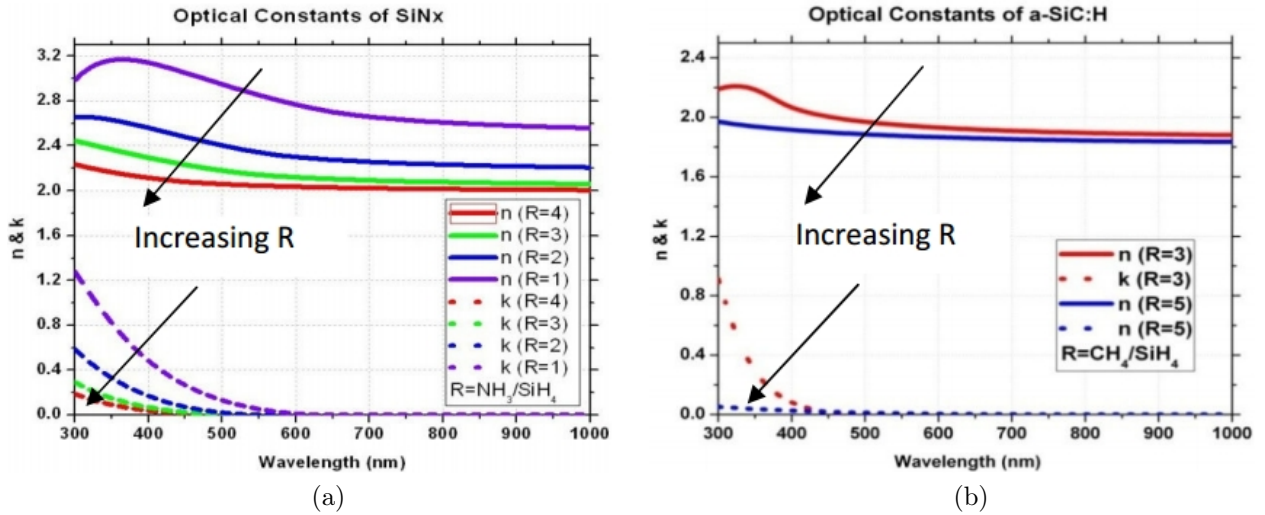 Optical Constants of SiNx
n & k
3.2
2.8
2.4
2.0
1.6
1.2
0.8
0.4
0.0
Increasing R
n (R=4)
n (R=3)
n (R=2)
n (R=1)
k (R=4)
k (R=3)
k (R=2)
k (R=1)
R=NH3/SiH4
300 400 500 600 700 800 900 1000
Wavelength (nm)
(a)
Optical Constants of a-SiC:H
n & k
2.4
2.0
1.6
1.2
0.8
0.4
0.0
Increasing R
n (R=3)
k (R=3)
n (R=5)
n (R=5)
R=CH4/SiH4
300 400 500 600 700 800 900 1000
Wavelength (nm)
(b)